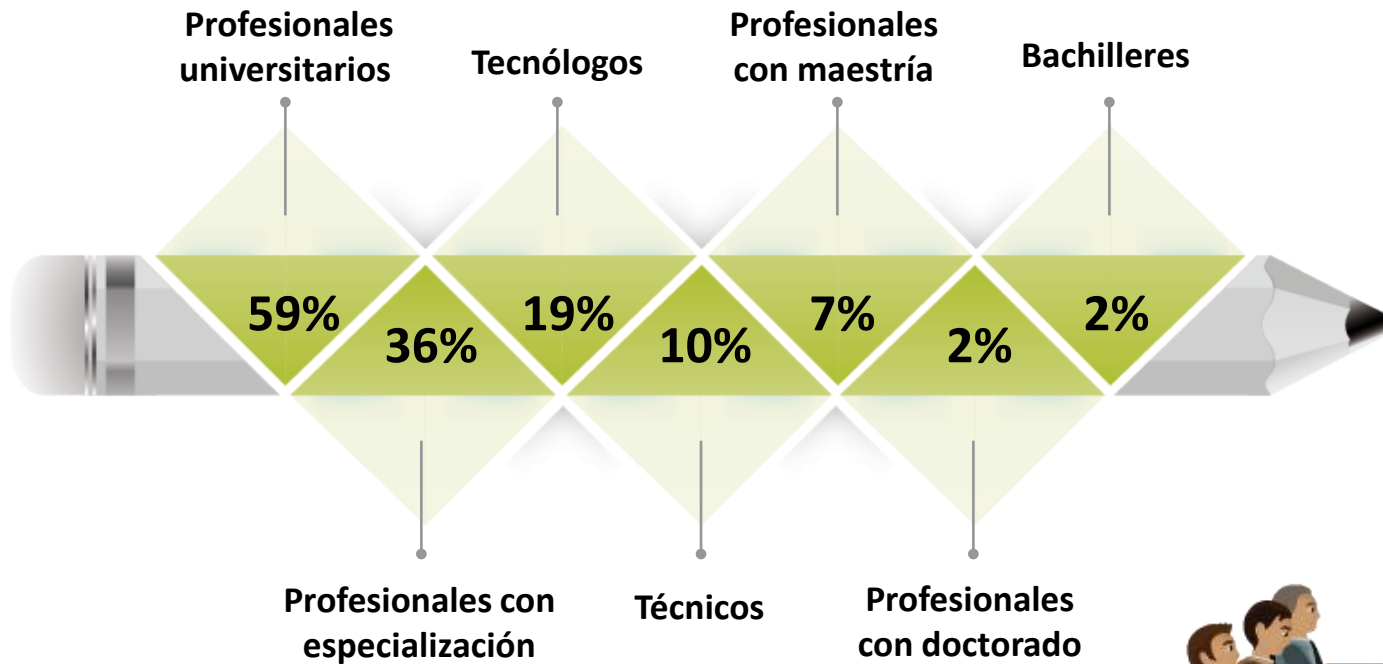 Profesionales
universitarios
Tecnólogos
Profesionales
con maestría
Bachilleres
59%
36%
19%
10%
7%
2%
2%
Profesionales con
especialización
Técnicos
Profesionales
con doctorado